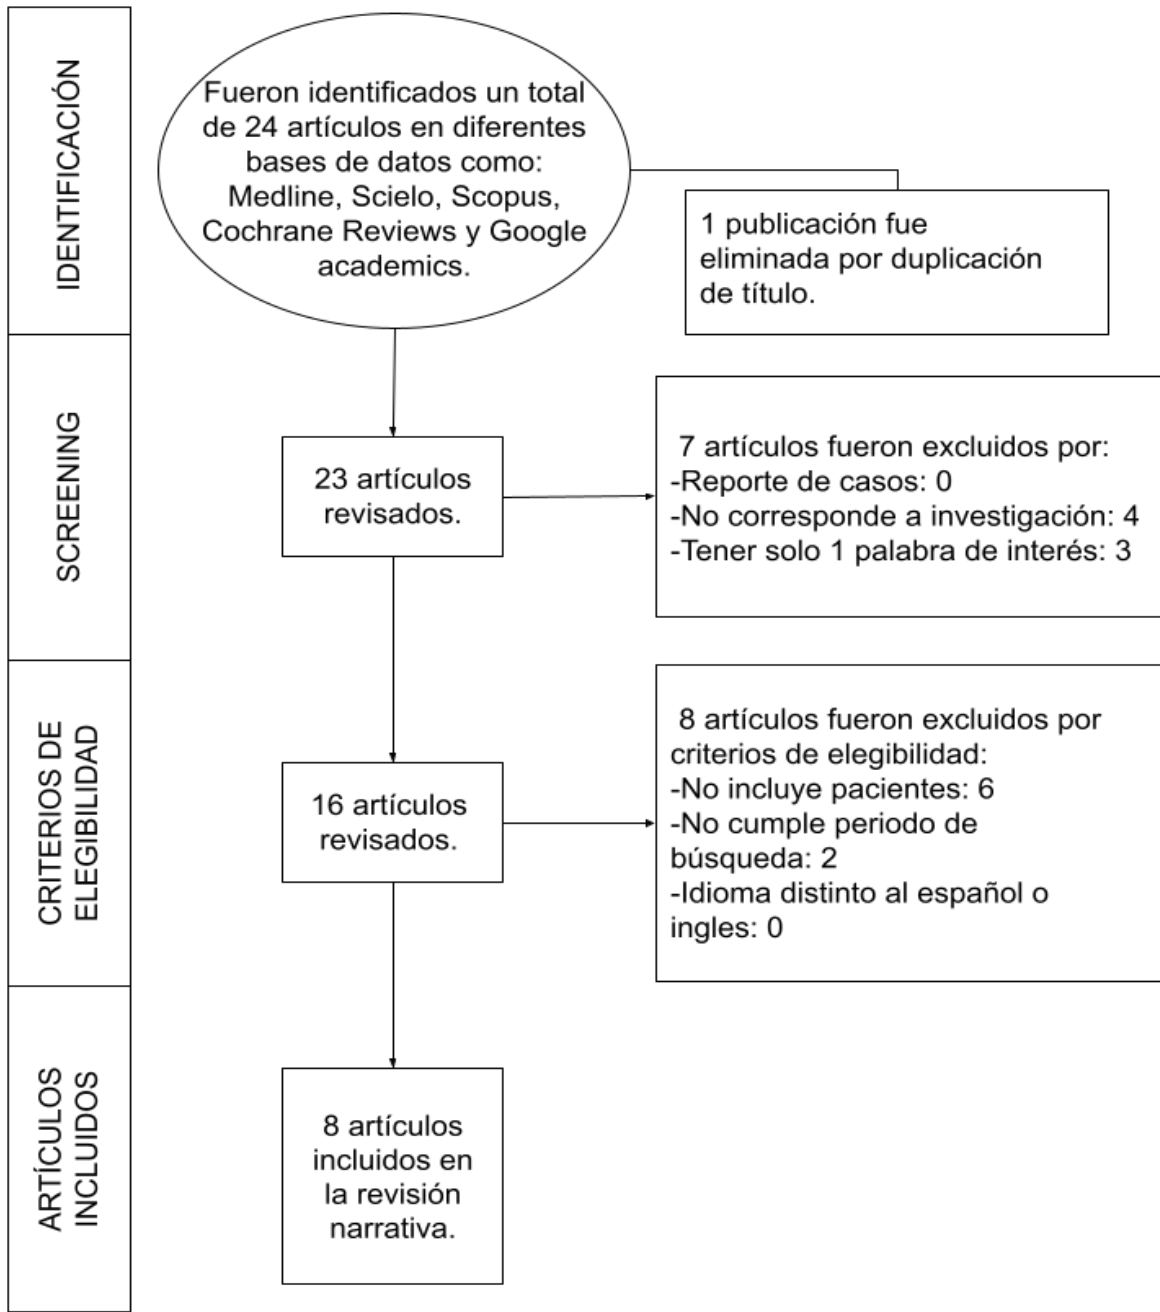 IDENTIFICACIÓN
Fueron identificados un total
de 24 artículos en diferentes
bases de datos como:
Medline, Scielo, Scopus,
Cochrane Reviews y Google
academics.
1 publicación fue
eliminada por duplicación
de título.
SCREENING
23 artículos
revisados.
7 artículos fueron excluidos por:
-Reporte de casos: 0
-No corresponde a investigación: 4
-Tener solo 1 palabra de interés: 3
CRITERIOS DE
ELEGIBILIDAD
16 artículos
revisados.
8 artículos fueron excluidos por
criterios de elegibilidad:
-No incluye pacientes: 6
-No cumple periodo de
búsqueda: 2
-Idioma distinto al español o
ingles: 0
ARTÍCULOS
INCLUIDOS
8 artículos
incluidos en
la revisión
narrativa.